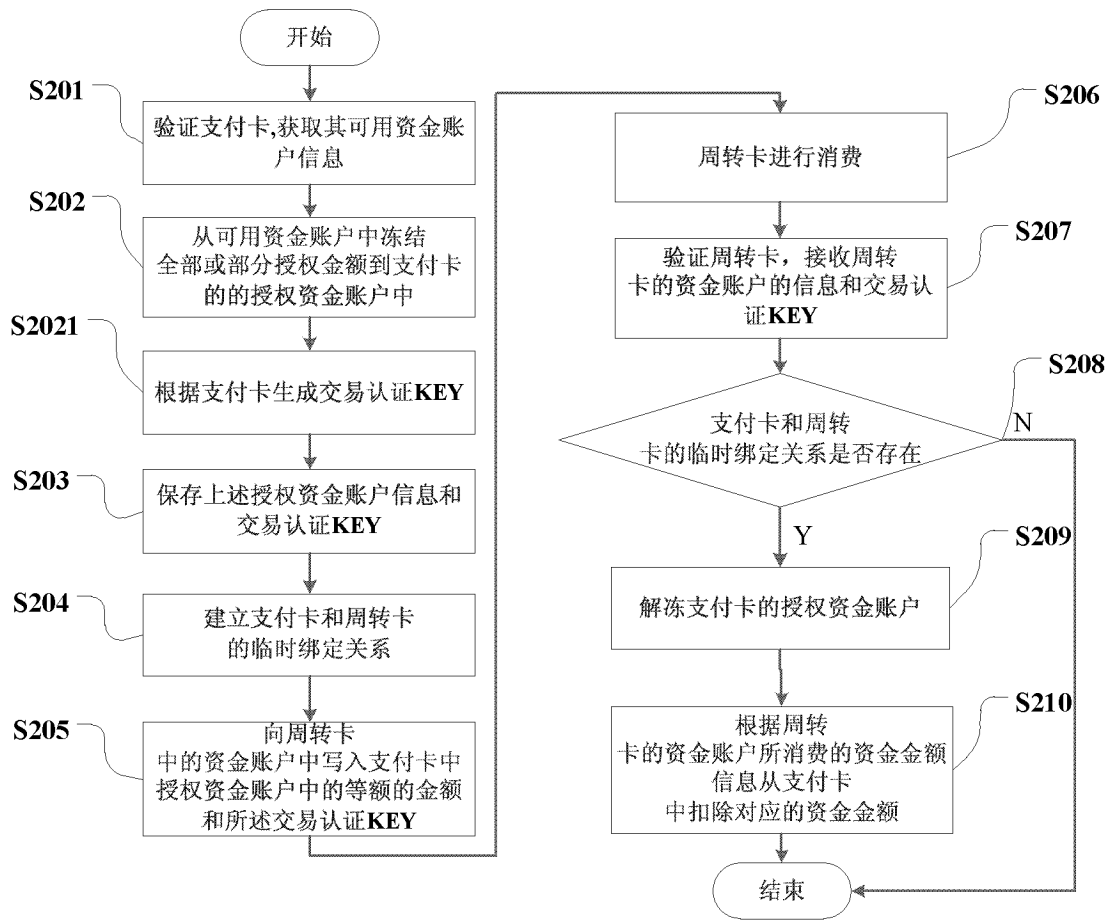 开始
S201
验证支付卡,获取其可用资金账
户信息
S202
从可用资金账户中冻结
全部或部分授权金额到支付卡
的的授权资金账户中
S2021
根据支付卡生成交易认证KEY
S203
保存上述授权资金账户信息和
交易认证KEY
S204
建立支付卡和周转卡
的临时绑定关系
S205
向周转卡
中的资金账户中写入支付卡中
授权资金账户中的等额的金额
和所述交易认证KEY
S206
周转卡进行消费
S207
验证周转卡，接收周转
卡的资金账户的信息和交易认
证KEY
S208
支付卡和周转
卡的临时绑定关系是否存在
N
Y
S209
解冻支付卡的授权资金账户
S210
根据周转
卡的资金账户所消费的资金金额
信息从支付卡
中扣除对应的资金金额
结束